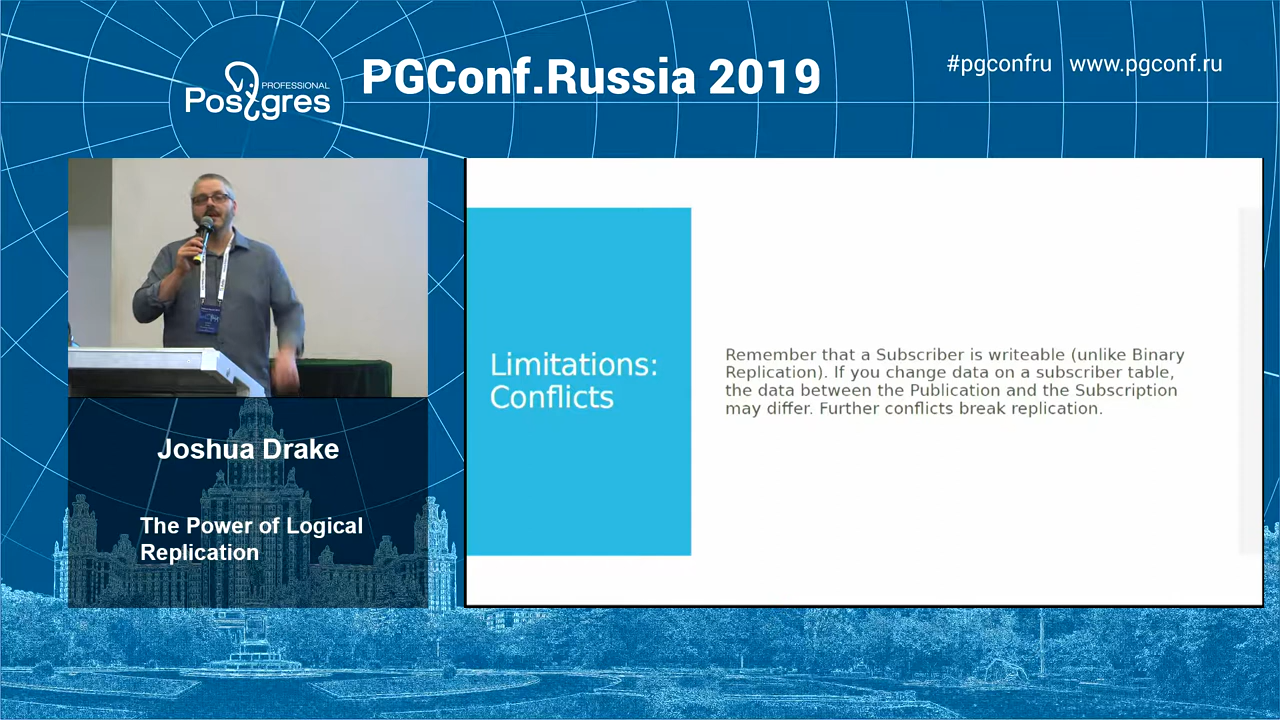 PROFESSIONAL
Postgres
PGConf.Russia 2019
#pgconfru www.pgconf.ru
Joshua Drake
The Power of Logical
Replication
Limitations:
Conflicts
Remember that a Subscriber is writeable (unlike Binary
Replication). If you change data on a subscriber table,
the data between the Publication and the Subscription
may differ. Further conflicts break replication.